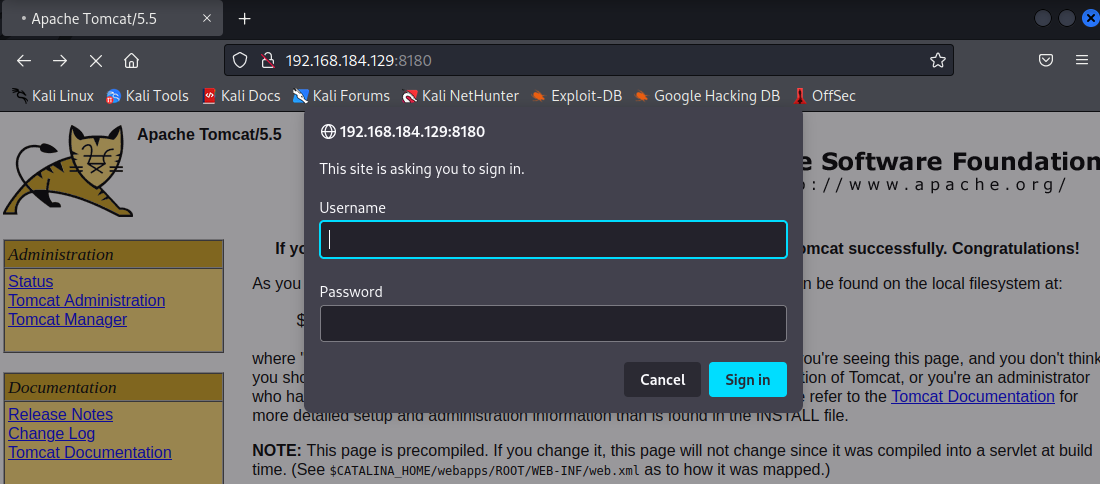 Apache Tomcat/5.5
192.168.184.129:8180
Kali Linux Kali Tools Kali Docs Kali Forums Kali NetHunter Exploit-DB Google Hacking DB OffSec
Apache Tomcat/5.5
e Software Foundation
p://www.apache.org/
192.168.184.129:8180
This site is asking you to sign in.
Username
Password
Cancel Sign in
Administration
Status
Tomcat Administration
Tomcat Manager
Documentation
Release Notes
Change Log
Tomcat Documentation
If yo omcat successfully. Congratulations!
As you n be found on the local filesystem at:
$
where " you're seeing this page, and you don't think
you sho tion of Tomcat, or you're an administrator
who ha refer to the Tomcat Documentation for
more detailed setup and administration information than is found in the INSTALL file.
NOTE: This page is precompiled. If you change it, this page will not change since it was compiled into a servlet at build
time. (See $CATALINA_HOME/webapps/ROOT/WEB-INF/web.xml as to how it was mapped.)